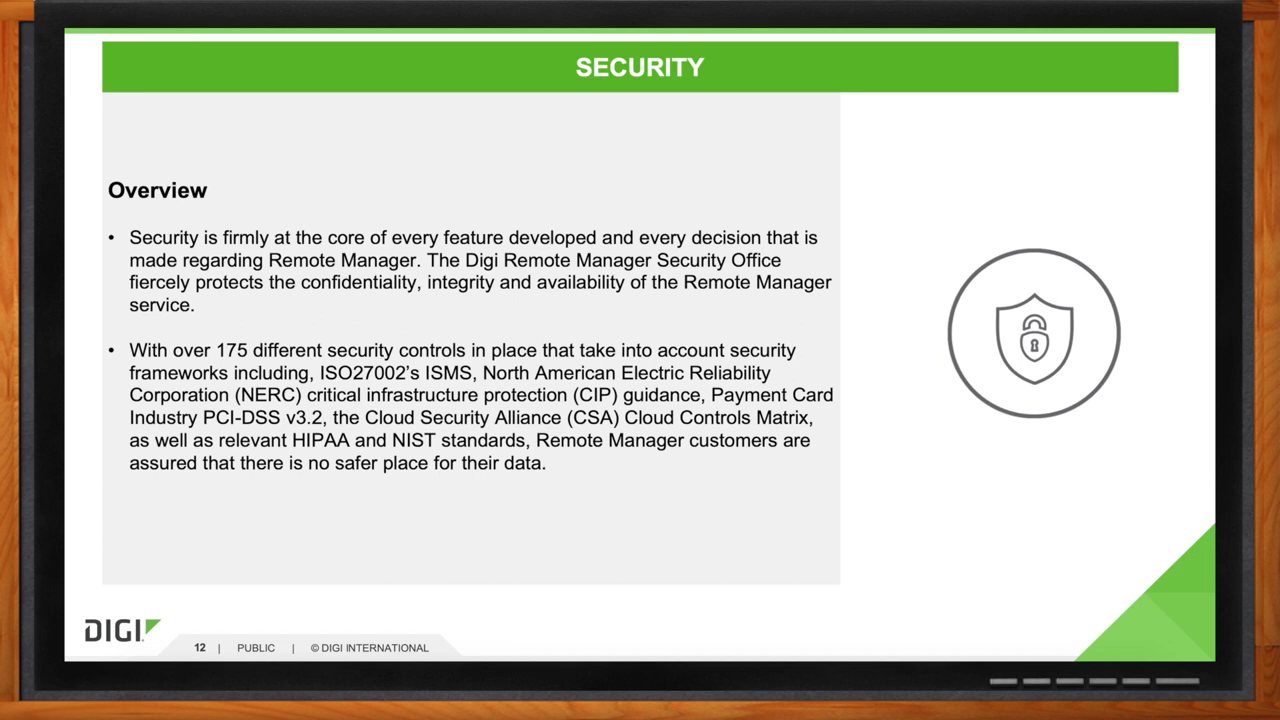 SECURITY
Overview
• Security is firmly at the core of every feature developed and every decision that is
made regarding Remote Manager. The Digi Remote Manager Security Office
fiercely protects the confidentiality, integrity and availability of the Remote Manager
service.
• With over 175 different security controls in place that take into account security
frameworks including, ISO27002’s ISMS, North American Electric Reliability
Corporation (NERC) critical infrastructure protection (CIP) guidance, Payment Card
Industry PCI-DSS v3.2, the Cloud Security Alliance (CSA) Cloud Controls Matrix,
as well as relevant HIPAA and NIST standards, Remote Manager customers are
assured that there is no safer place for their data.
DIGI
12 | PUBLIC | © DIGI INTERNATIONAL